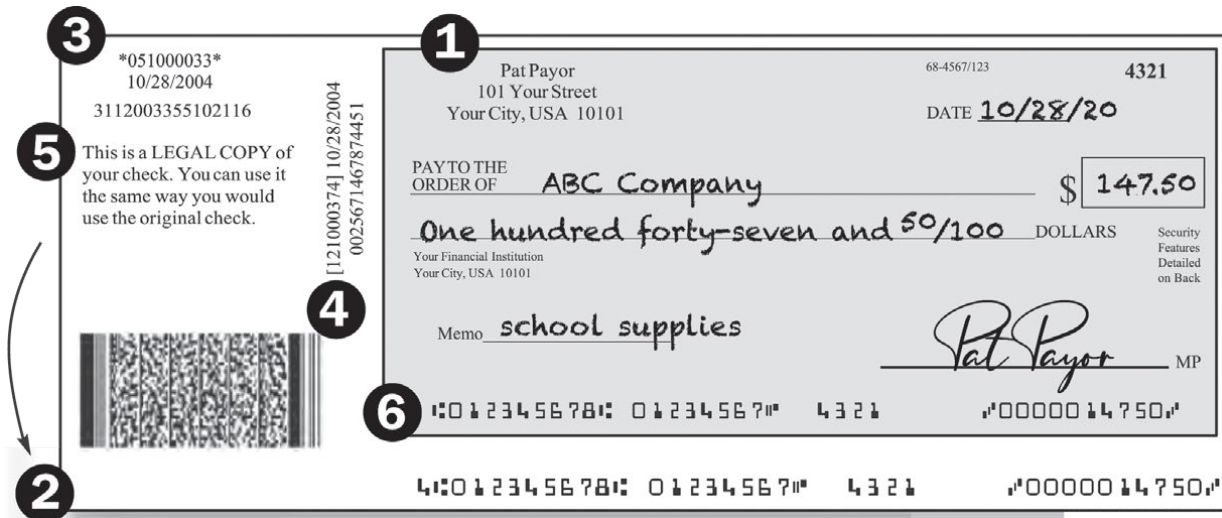 3
*051000033*
10/28/2004
3112003355102116
5
This is a LEGAL COPY of
your check. You can use it
the same way you would
use the original check.
[121000374] 10/28/2004
0025671467874451
4
2
1
Pat Payor
101 Your Street
Your City, USA 10101
68-4567/123
4321
DATE 10/28/20
PAY TO THE
ORDER OF ABC Company
$ 147.50
One hundred forty-seven and 50/100 DOLLARS
Your Financial Institution
Your City, USA 10101
Security
Features
Detailed
on Back
Memo school supplies
Pat Payor MP
6
⑆012345678⑆ 01234567⑈ 4321 ⑇0000014750⑇
4⑆012345678⑆ 01234567⑈ 4321 ⑇0000014750⑇